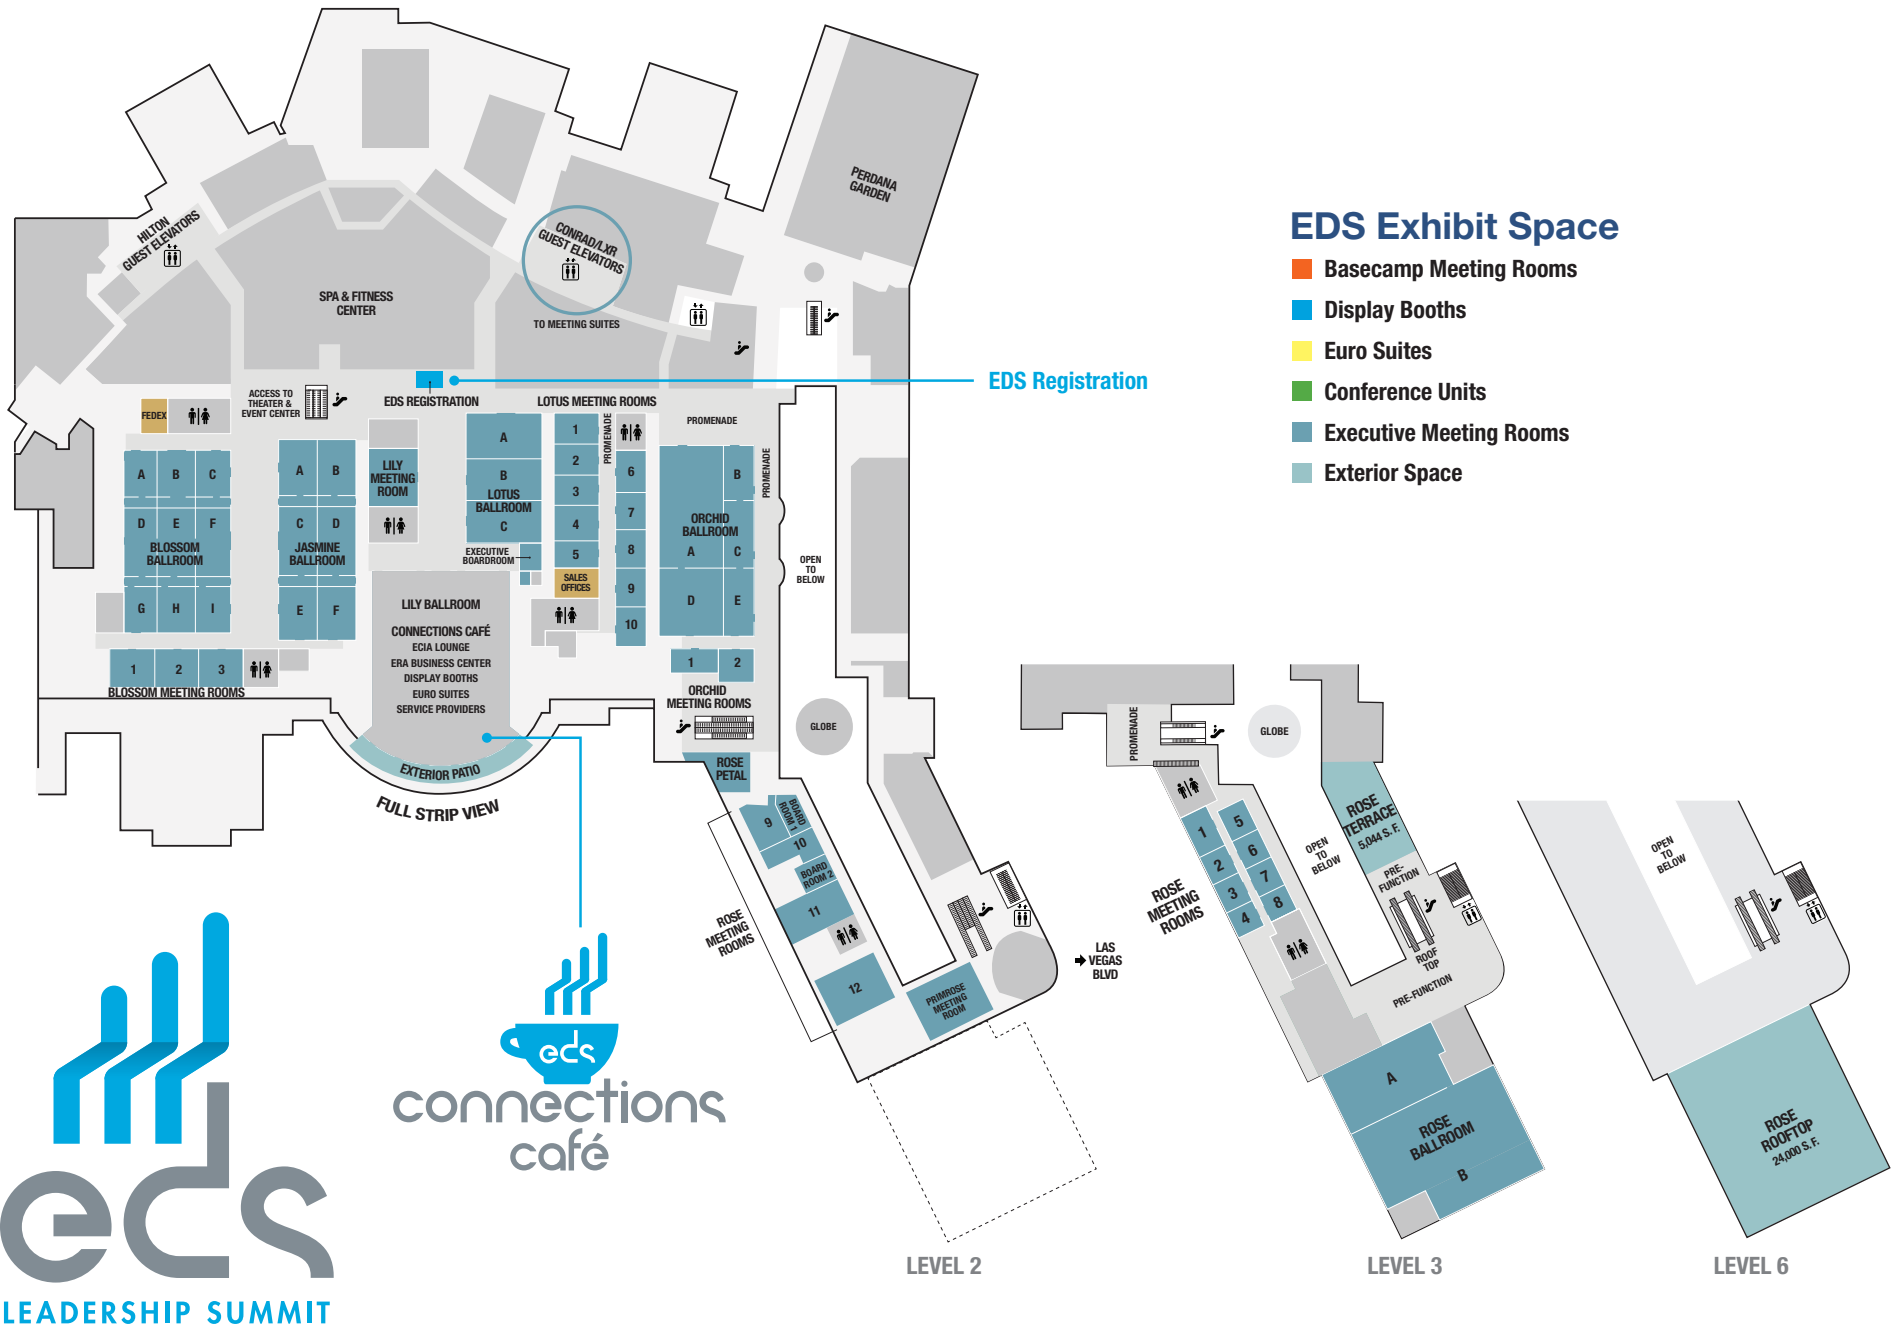 PERDANA
GARDEN
HILTON
GUEST ELEVATORS
CONRAD/LXR
GUEST ELEVATORS
TO MEETING SUITES
SPA & FITNESS
CENTER
EDS Exhibit Space
Basecamp Meeting Rooms
Display Booths
Euro Suites
Conference Units
Executive Meeting Rooms
Exterior Space
EDS Registration
ACCESS TO
THEATER &
EVENT CENTER
EDS REGISTRATION
LOTUS MEETING ROOMS
FEDEX
PROMENADE
PROMENADE
PROMENADE
A
B
C
D
E
F
BLOSSOM
BALLROOM
G
H
I
1
2
3
BLOSSOM MEETING ROOMS
A
B
C
D
JASMINE
BALLROOM
E
F
LILY
MEETING
ROOM
A
B
LOTUS
BALLROOM
C
EXECUTIVE
BOARDROOM
1
2
3
4
5
SALES
OFFICES
6
7
8
9
10
B
ORCHID
BALLROOM
A
C
D
E
1
2
ORCHID
MEETING ROOMS
OPEN
TO
BELOW
LILY BALLROOM
CONNECTIONS CAFÉ
ECIA LOUNGE
ERA BUSINESS CENTER
DISPLAY BOOTHS
EURO SUITES
SERVICE PROVIDERS
EXTERIOR PATIO
FULL STRIP VIEW
GLOBE
ROSE
PETAL
9
BOARD
ROOM 1
10
BOARD
ROOM 2
11
12
ROSE
MEETING
ROOMS
PRIMROSE
MEETING
ROOM
LAS
VEGAS
BLVD
LEVEL 2
PROMENADE
GLOBE
ROSE
TERRACE
5,044 S. F.
OPEN
TO
BELOW
PRE-
FUNCTION
1
2
3
4
5
6
7
8
ROSE
MEETING
ROOMS
ROOF
TOP
PRE-FUNCTION
A
ROSE
BALLROOM
B
LEVEL 3
OPEN
TO
BELOW
ROSE
ROOFTOP
24,000 S. F.
LEVEL 6
eds
connections
café
eds
LEADERSHIP SUMMIT